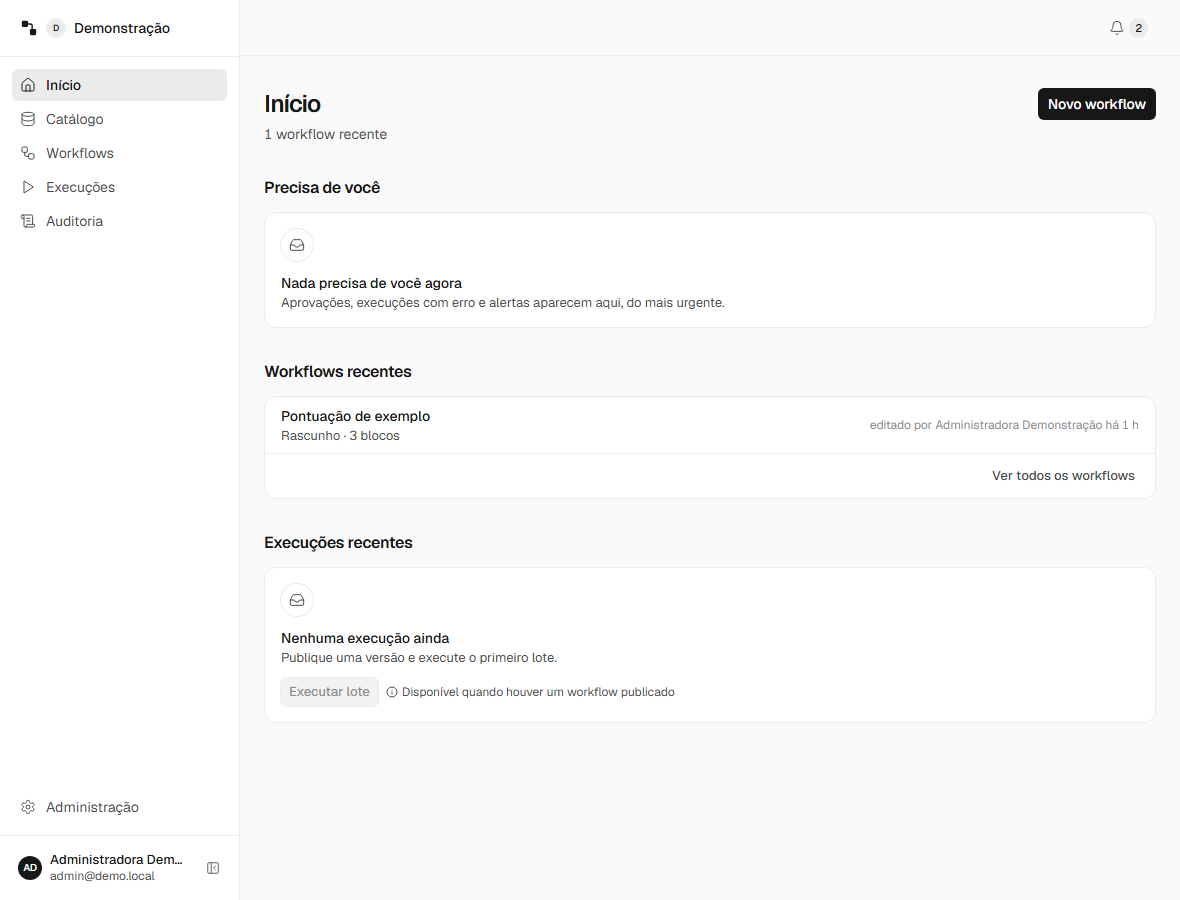 D Demonstração
2
Início
Catálogo
Workflows
Execuções
Auditoria
Administração
AD
Administradora Dem...
admin@demo.local
Início
Novo workflow
1 workflow recente
Precisa de você
Nada precisa de você agora
Aprovações, execuções com erro e alertas aparecem aqui, do mais urgente.
Workflows recentes
Pontuação de exemplo
Rascunho · 3 blocos
editado por Administradora Demonstração há 1 h
Ver todos os workflows
Execuções recentes
Nenhuma execução ainda
Publique uma versão e execute o primeiro lote.
Executar lote
Disponível quando houver um workflow publicado